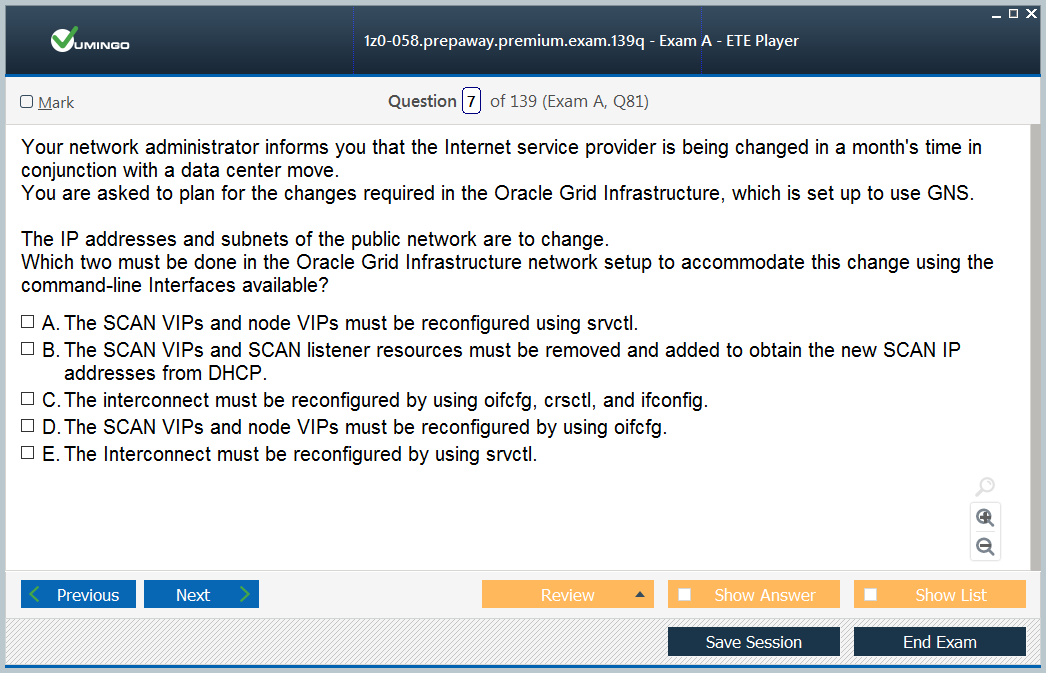 VUMINGO
1z0-058.prepaway.premium.exam.139q - Exam A - ETE Player
Mark
Question 7 of 139 (Exam A, Q81)
Your network administrator informs you that the Internet service provider is being changed in a month's time in
conjunction with a data center move.
You are asked to plan for the changes required in the Oracle Grid Infrastructure, which is set up to use GNS.
The IP addresses and subnets of the public network are to change.
Which two must be done in the Oracle Grid Infrastructure network setup to accommodate this change using the
command-line Interfaces available?
A. The SCAN VIPs and node VIPs must be reconfigured using srvctl.
B. The SCAN VIPs and SCAN listener resources must be removed and added to obtain the new SCAN IP
addresses from DHCP.
C. The interconnect must be reconfigured by using oifcfg, crsctl, and ifconfig.
D. The SCAN VIPs and node VIPs must be reconfigured by using oifcfg.
E. The Interconnect must be reconfigured by using srvctl.
Previous Next Review Show Answer Show List
Save Session End Exam